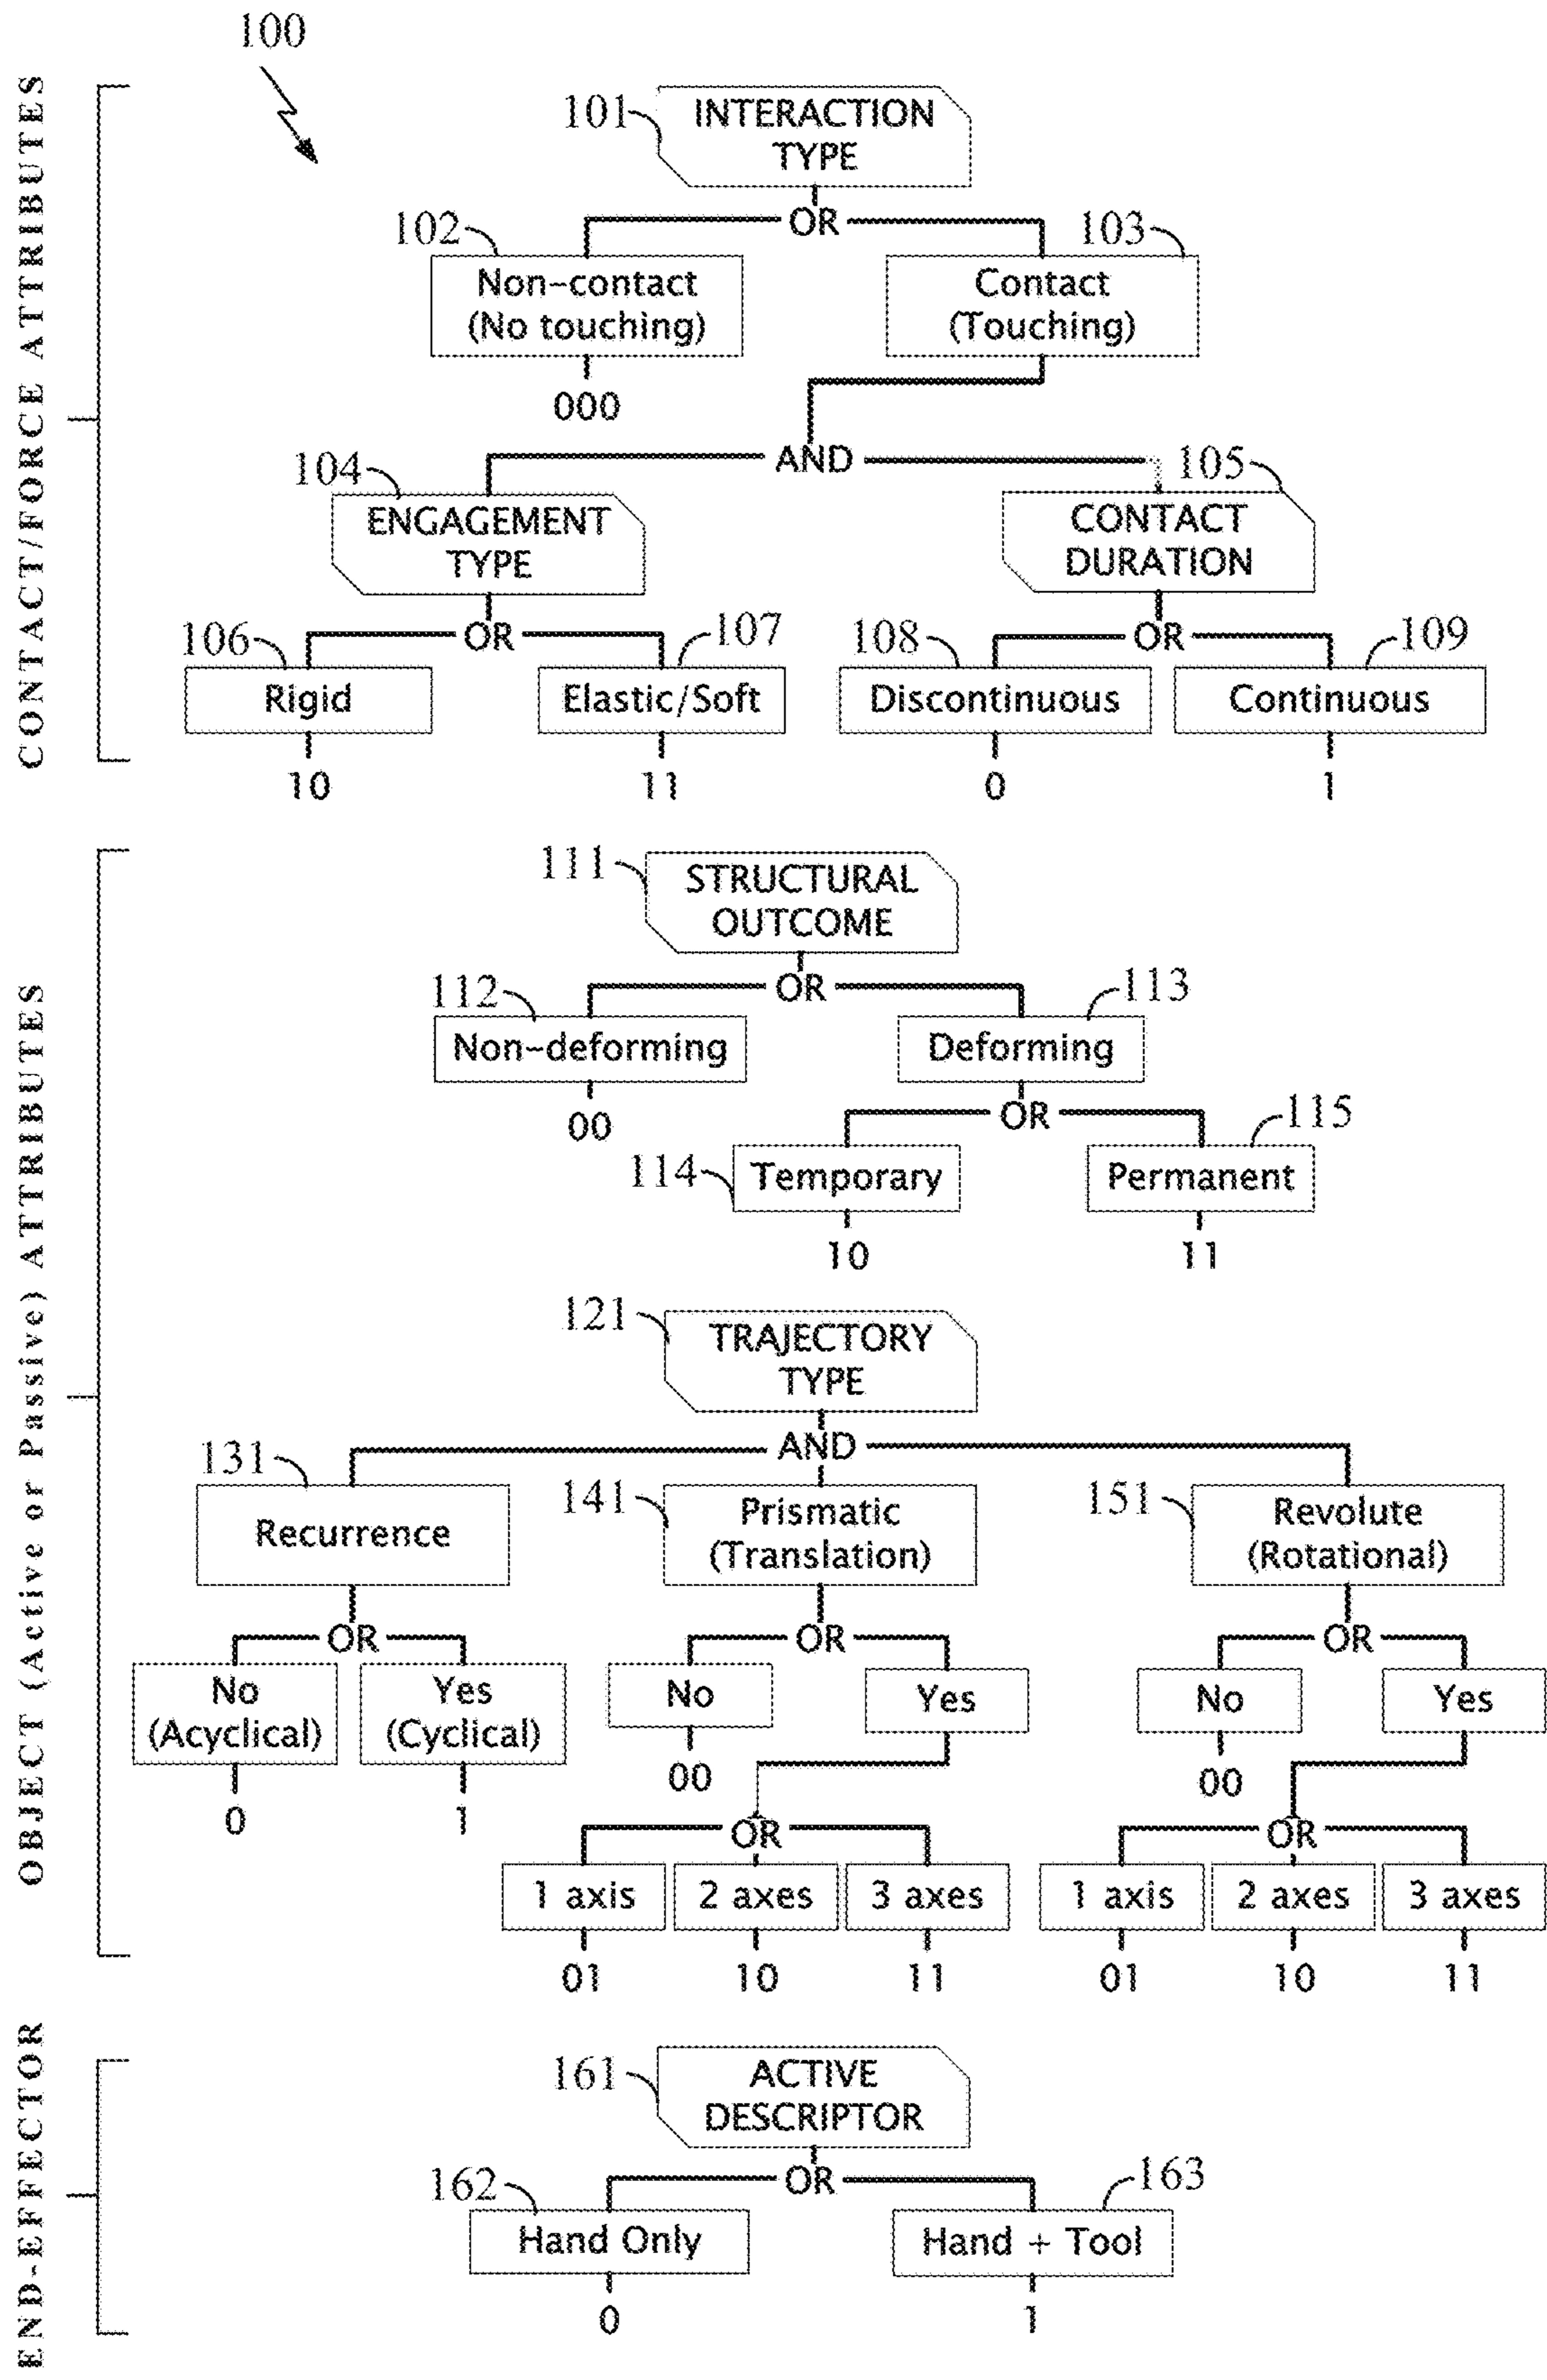 100
CONTACT/FORCE ATTRIBUTES
101
INTERACTION
TYPE
OR
102
103
Non-contact
(No touching)
Contact
(Touching)
000
AND
104
105
ENGAGEMENT
TYPE
CONTACT
DURATION
106
OR
107
108
OR
109
Rigid
Elastic/Soft
Discontinuous
Continuous
10
11
0
1
OBJECT (Active or Passive) ATTRIBUTES
111
STRUCTURAL
OUTCOME
112
OR
113
Non-deforming
Deforming
00
OR
115
114
Temporary
Permanent
10
11
121
TRAJECTORY
TYPE
AND
131
141
151
Recurrence
Prismatic
(Translation)
Revolute
(Rotational)
OR
OR
OR
No
(Acyclical)
Yes
(Cyclical)
No
Yes
No
Yes
0
1
00
00
OR
OR
1 axis
2 axes
3 axes
1 axis
2 axes
3 axes
01
10
11
01
10
11
END-EFFECTOR
161
ACTIVE
DESCRIPTOR
162
OR
163
Hand Only
Hand + Tool
0
1